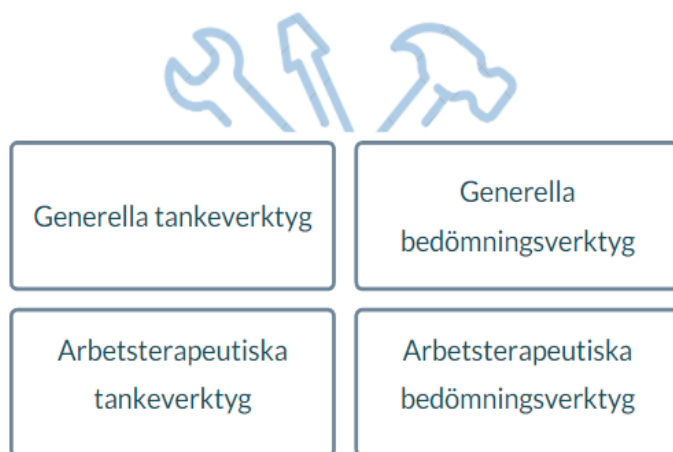 Generella tankeverktyg
Generella
bedömningsverktyg
Arbetsterapeutiska
tankeverktyg
Arbetsterapeutiska
bedömningsverktyg